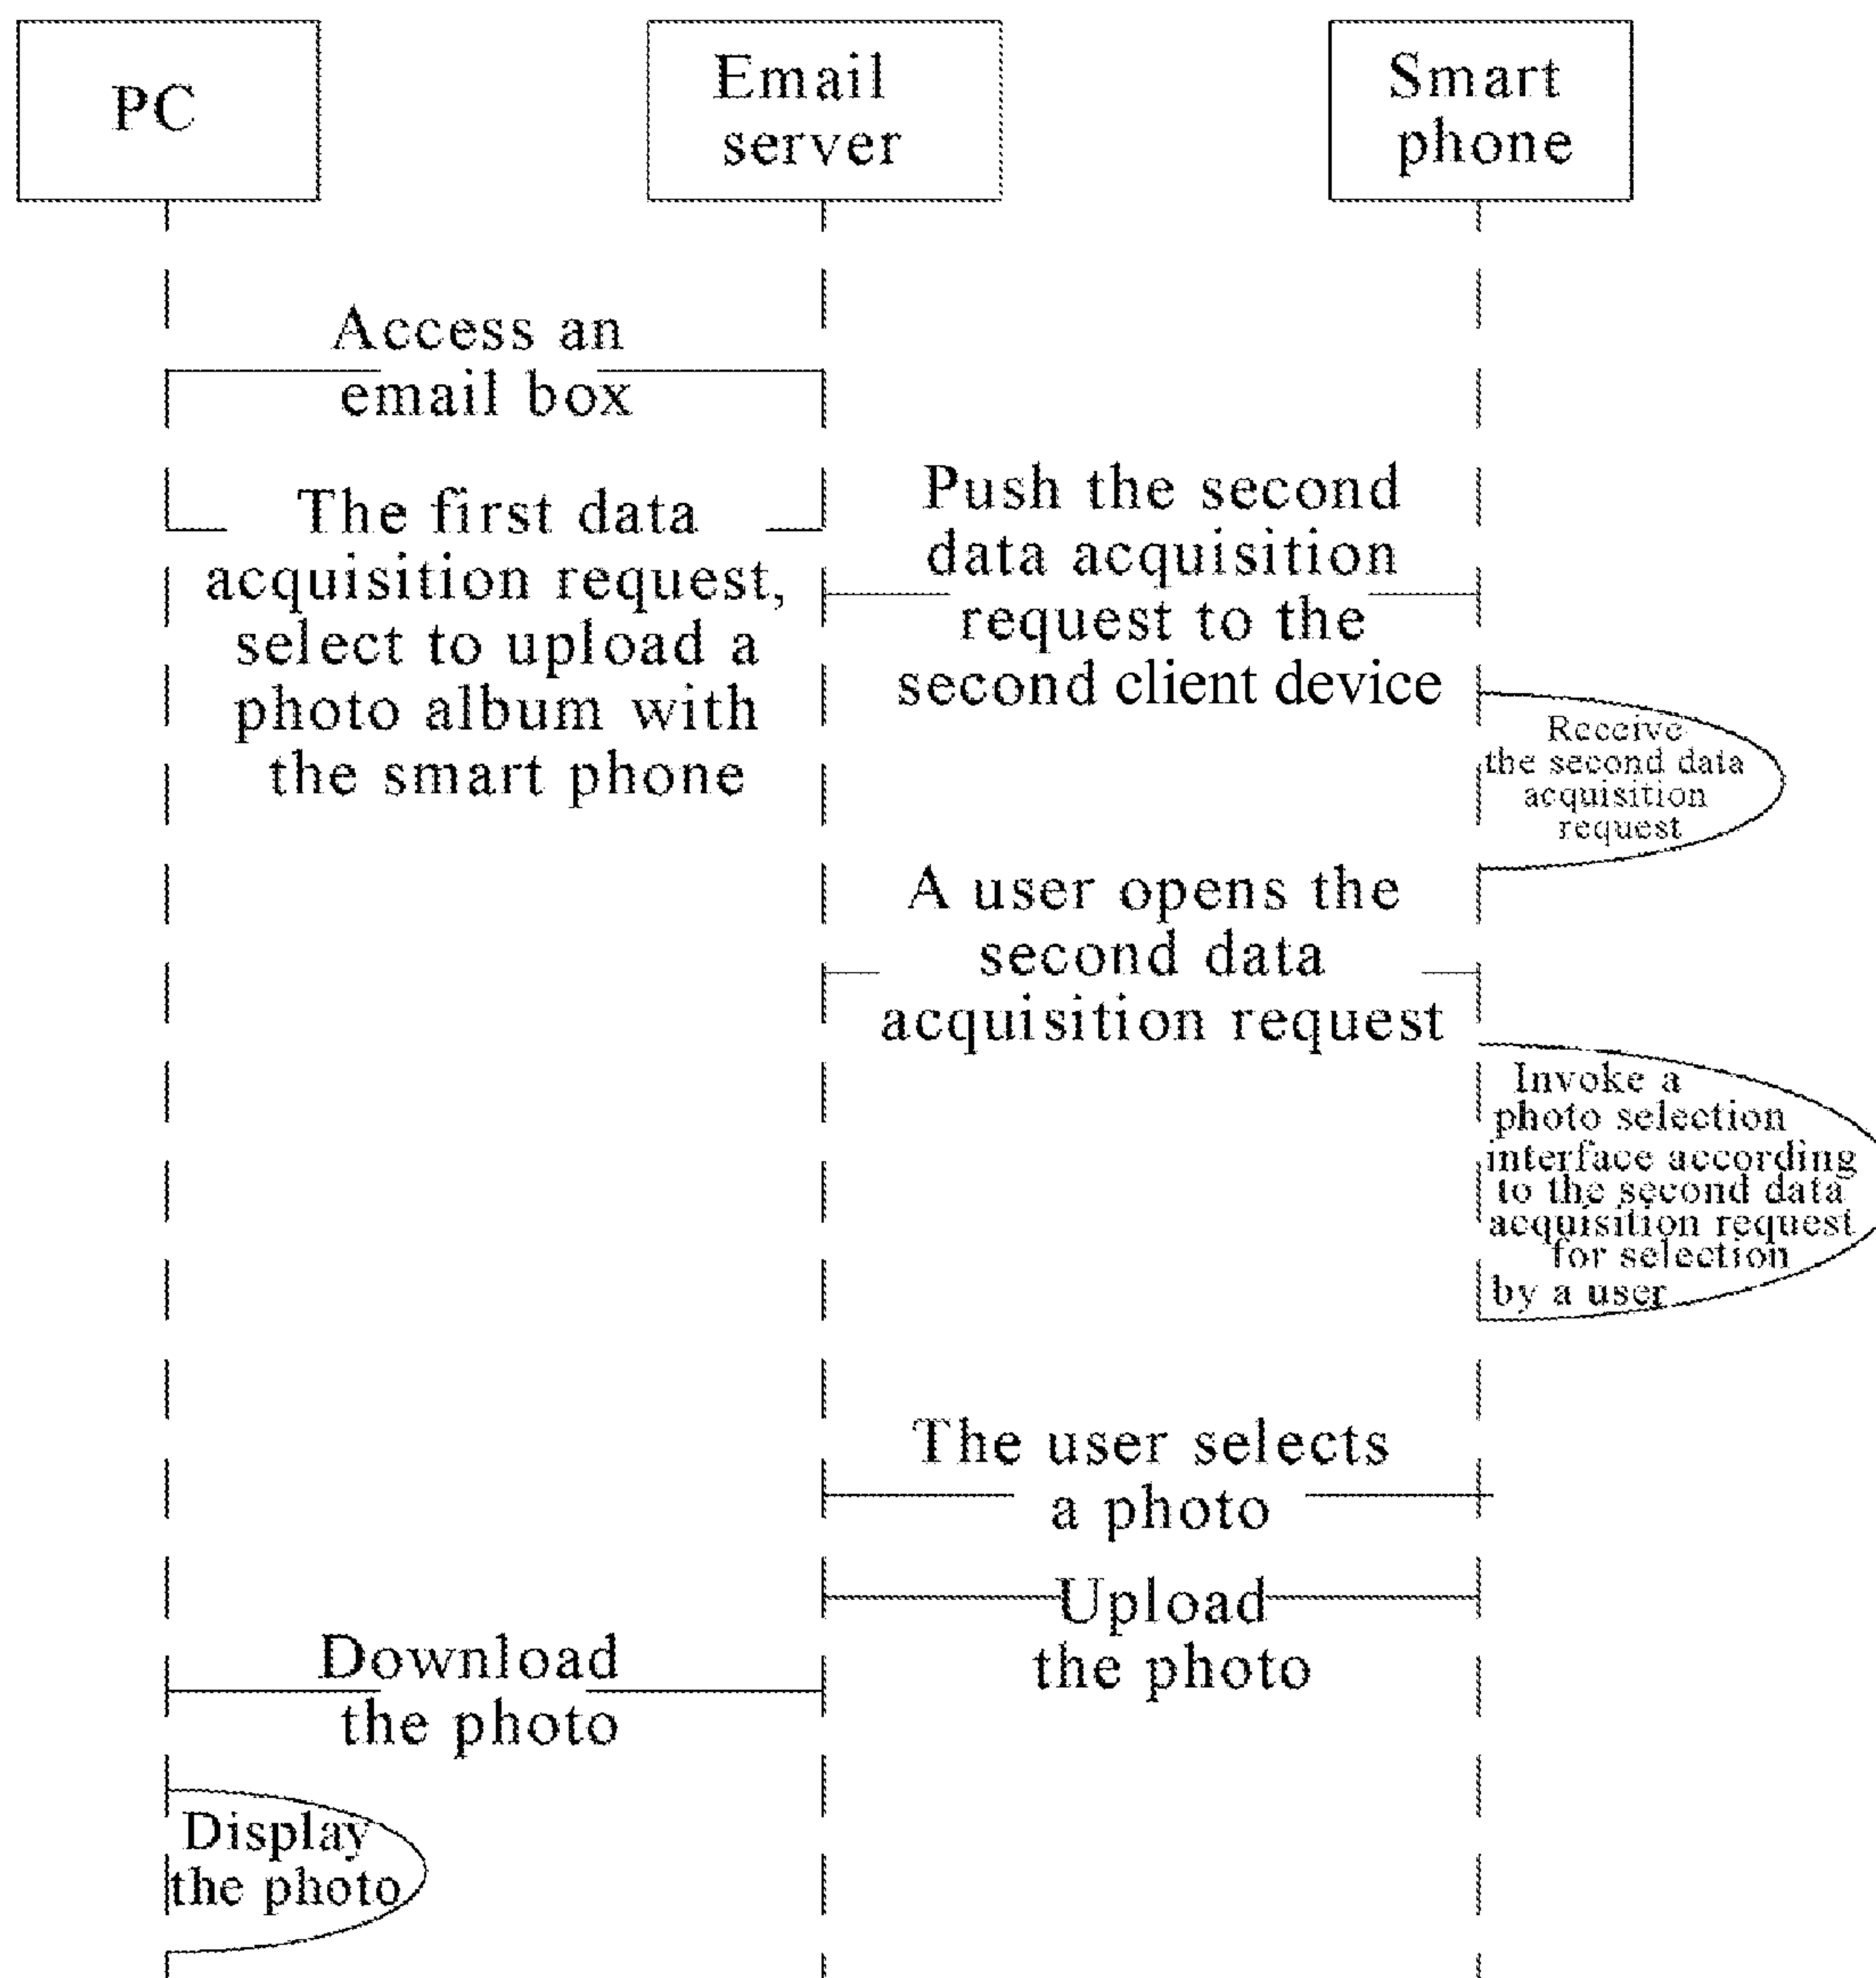 PC
Email
server
Smart
phone
Access an
email box
The first data
acquisition request,
select to upload a
photo album with
the smart phone
Push the second
data acquisition
request to the
second client device
Receive
the second data
acquisition
request
A user opens the
second data
acquisition request
Invoke a
photo selection
interface according
to the second data
acquisition request
for selection
by a user
The user selects
a photo
Upload
the photo
Download
the photo
Display
the photo